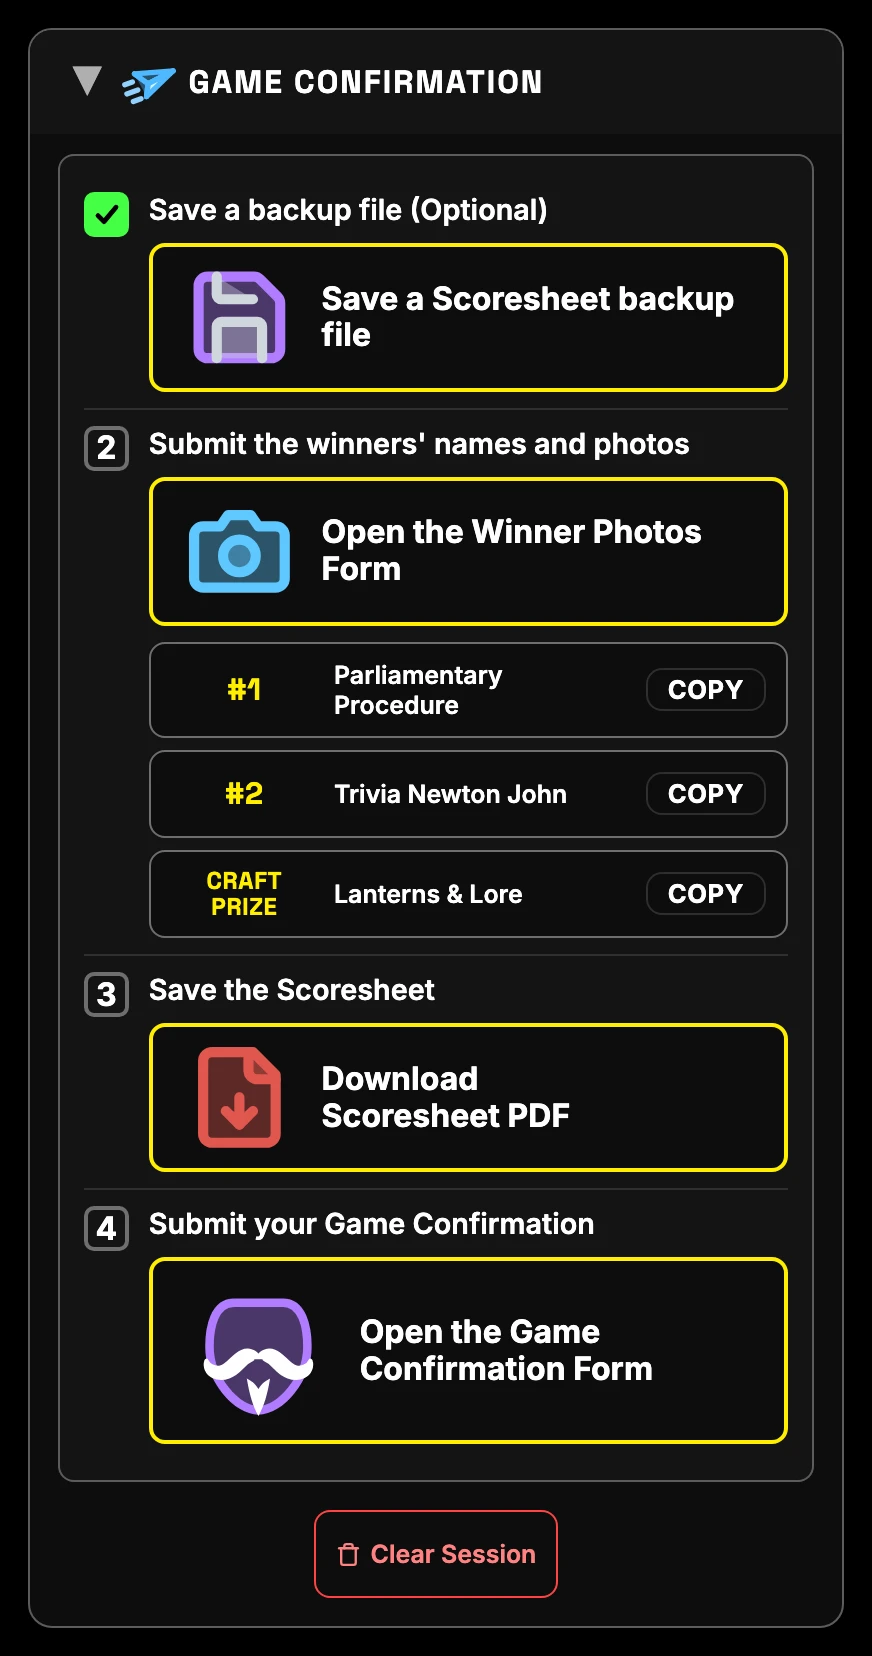 GAME CONFIRMATION
Save a backup file (Optional)
Save a Scoresheet backup
file
2
Submit the winners' names and photos
Open the Winner Photos
Form
#1
Parliamentary
Procedure
COPY
#2
Trivia Newton John
COPY
CRAFT
PRIZE
Lanterns & Lore
COPY
3
Save the Scoresheet
Download
Scoresheet PDF
4
Submit your Game Confirmation
Open the Game
Confirmation Form
Clear Session